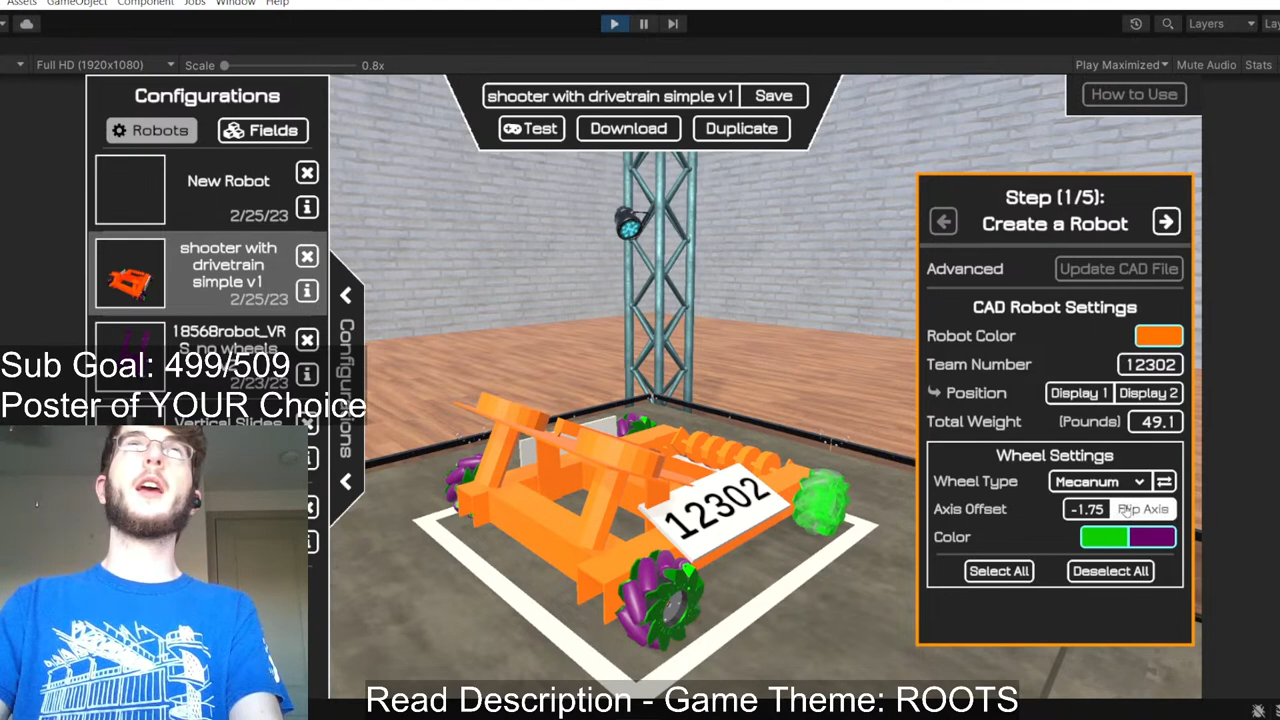 Assets GameObject Component Jobs Window Help
Layers
Full HD (1920x1080) Scale 0.8x Play Maximized Mute Audio Stats
Configurations
Robots Fields
New Robot
2/25/23
shooter with
drivetrain
simple v1
2/25/23
18568robot_VR
S_no wheels
2/23/23
Vertical Slides
Configurations
shooter with drivetrain simple v1 Save
Test Download Duplicate
How to Use
Step (1/5):
Create a Robot
Advanced Update CAD File
CAD Robot Settings
Robot Color
Team Number 12302
Position Display 1 Display 2
Total Weight (Pounds) 49.1
Wheel Settings
Wheel Type Mecanum
Axis Offset -1.75 Flip Axis
Color
Select All Deselect All
12302
Sub Goal: 499/509
Poster of YOUR Choice
Read Description - Game Theme: ROOTS